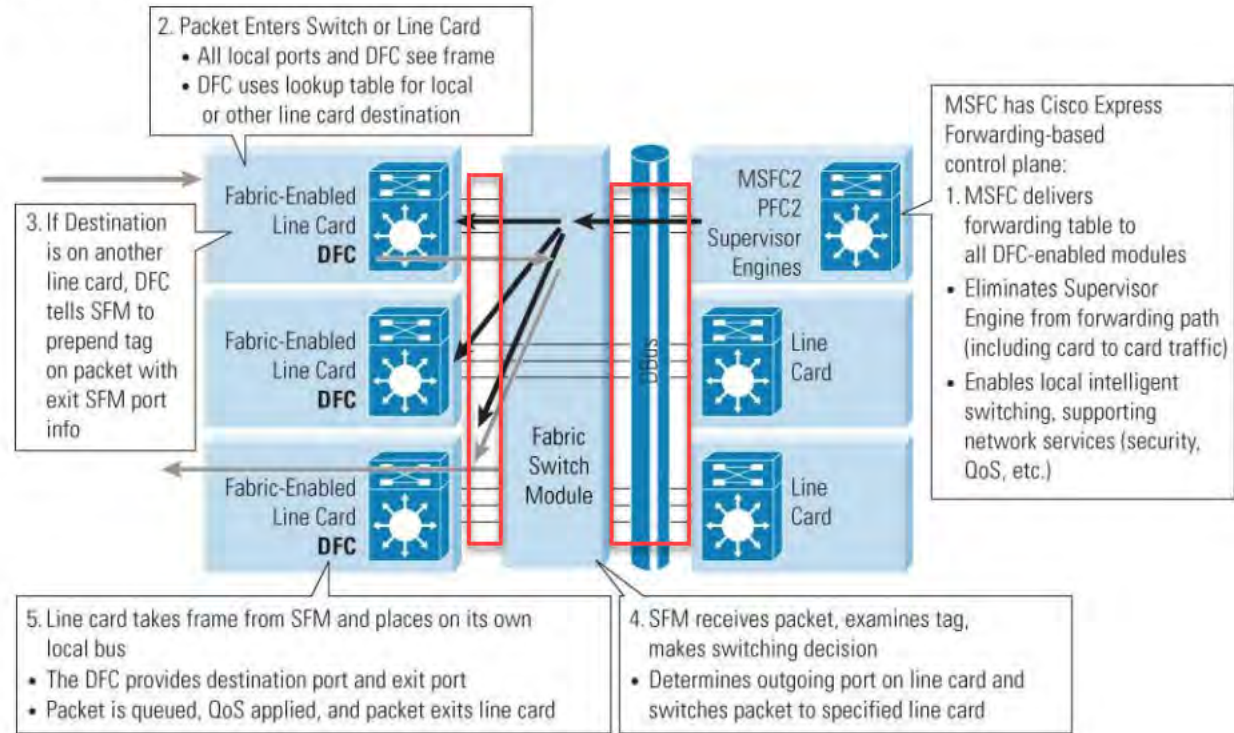 2. Packet Enters Switch or Line Card
• All local ports and DFC see frame
• DFC uses lookup table for local
or other line card destination
MSFC has Cisco Express
Forwarding-based
control plane:
1. MSFC delivers
forwarding table to
all DFC-enabled modules
• Eliminates Supervisor
Engine from forwarding path
(including card to card traffic)
• Enables local intelligent
switching, supporting
network services (security,
QoS, etc.)
3. If Destination
is on another
line card, DFC
tells SFM to
prepend tag
on packet with
exit SFM port
info
Fabric-Enabled
Line Card
DFC
MSFC2
PFC2
Supervisor
Engines
Fabric-Enabled
Line Card
DFC
DBus
Line
Card
Fabric
Switch
Module
Fabric-Enabled
Line Card
DFC
Line
Card
5. Line card takes frame from SFM and places on its own
local bus
• The DFC provides destination port and exit port
• Packet is queued, QoS applied, and packet exits line card
4. SFM receives packet, examines tag,
makes switching decision
• Determines outgoing port on line card and
switches packet to specified line card